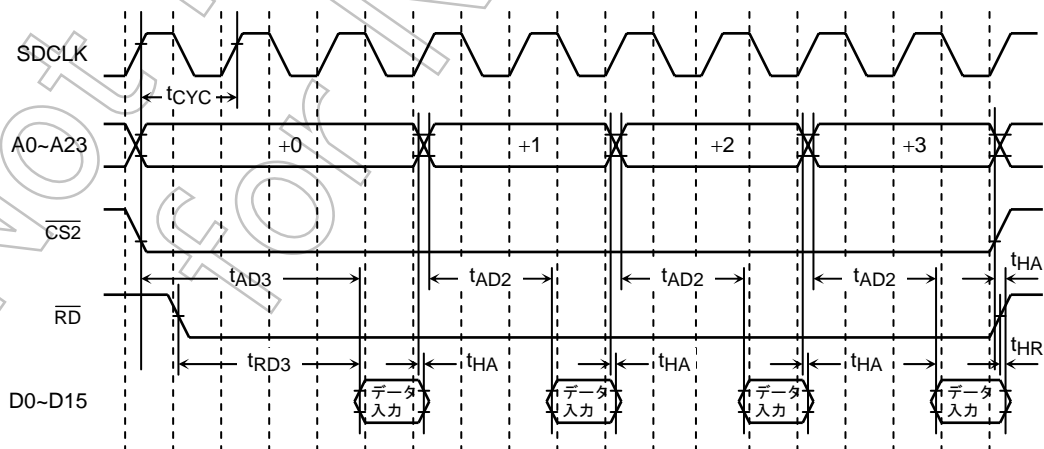 SDCLK
tCYC
A0~A23 +0 +1 +2 +3
CS2
tAD3 tAD2 tAD2 tAD2 tHA
RD
tRD3 tHA tHA tHA tHR
D0~D15 データ入力 データ入力 データ入力 データ入力
Not
for